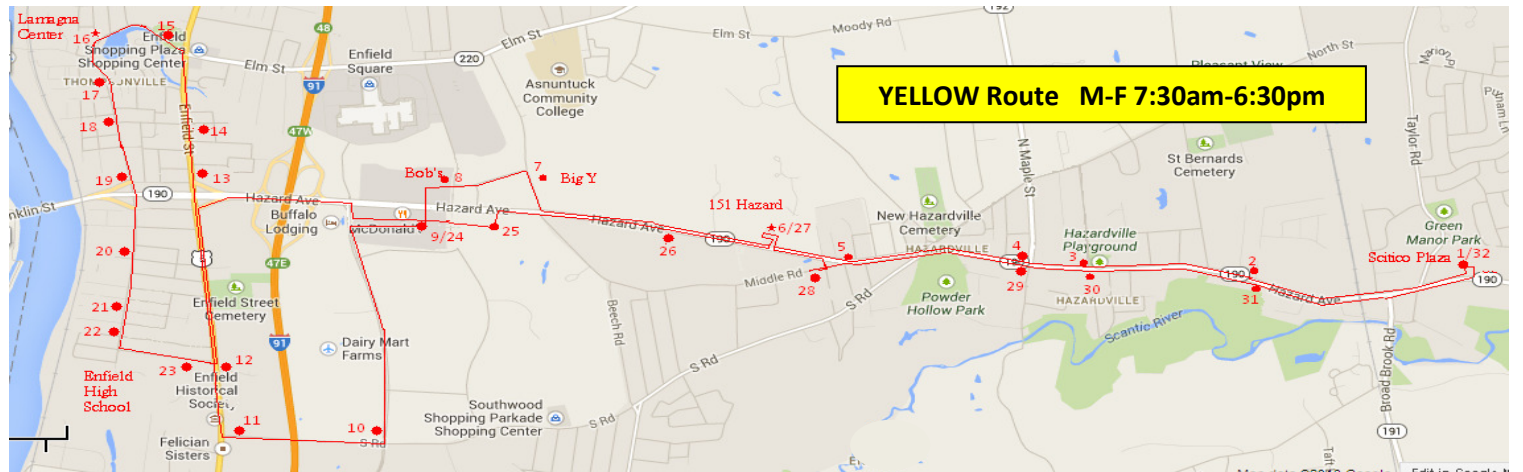 YELLOW Route M-F 7:30am-6:30pm
Lamagna
Center
16
15
Enfield
Shopping Plaza
Shopping Center
Elm St
48
91
Enfield
Square
220
Elm St
Elm St
Moody Rd
192
Asnuntuck
Community
College
Pleasant View
North St
Marion Pl
Putnam Ln
Taylor Rd
THOMPSONVILLE
17
18
Enfield St
14
47W
13
19
190
Hazard Ave
Buffalo
Lodging
McDonald's
Bob's
8
7
Big Y
Hazard Ave
9/24
25
Hazard Ave
190
26
151 Hazard
6/27
5
Middle Rd
28
New Hazardville
Cemetery
HAZARDVILLE
N Maple St
4
190
29
Hazardville
Playground
3
30
HAZARDVILLE
St Bernards
Cemetery
2
190
31
Hazard Ave
Green
Manor Park
Scitico Plaza
1/32
190
20
21
22
5
47E
Enfield Street
Cemetery
91
Dairy Mart
Farms
Beech Rd
S Rd
S Rd
Powder
Hollow Park
Scantic River
Broad Brook Rd
191
23
12
Enfield
High
School
Enfield
Historical
Society
11
10
S Rd
Felician
Sisters
Southwood
Shopping Parkade
Shopping Center
S Rd